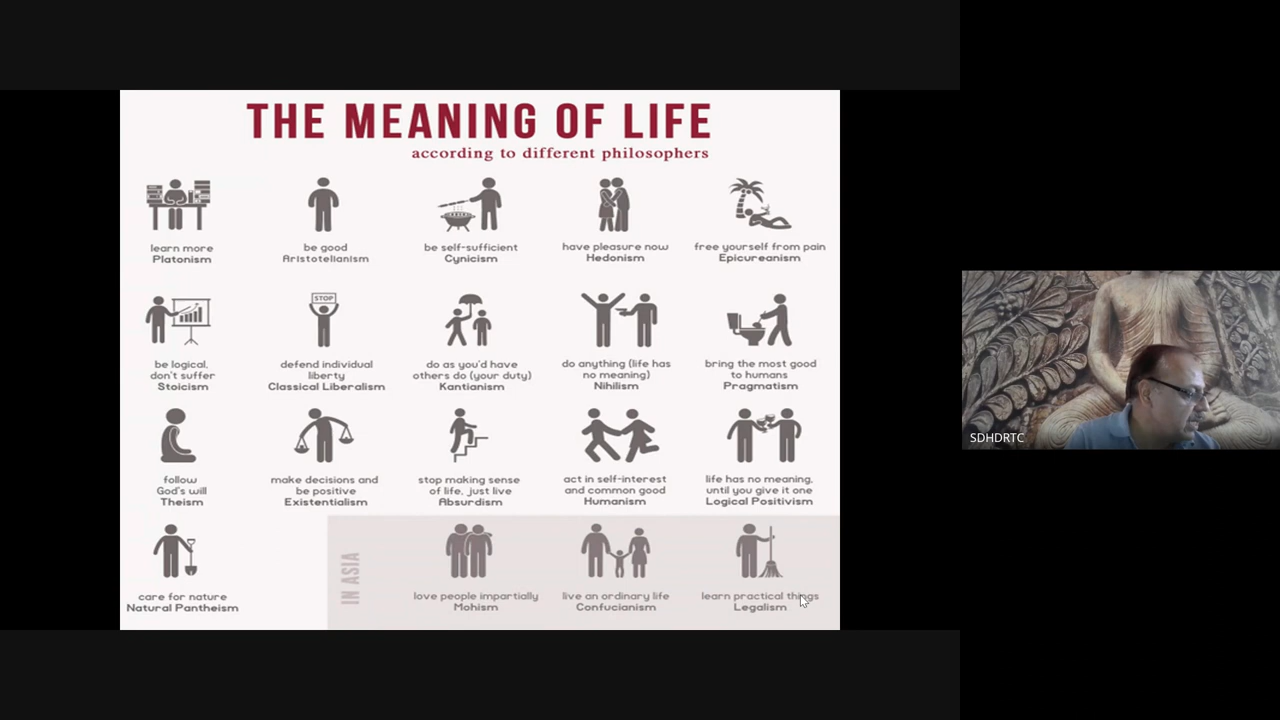 THE MEANING OF LIFE
according to different philosophers
learn more
Platonism
be good
Aristotelianism
be self-sufficient
Cynicism
have pleasure now
Hedonism
free yourself from pain
Epicureanism
be logical,
don't suffer
Stoicism
STOP
defend individual
liberty
Classical Liberalism
do as you'd have
others do (your duty)
Kantianism
do anything (life has
no meaning)
Nihilism
bring the most good
to humans
Pragmatism
follow
God's will
Theism
make decisions and
be positive
Existentialism
stop making sense
of life, just live
Absurdism
act in self-interest
and common good
Humanism
life has no meaning,
until you give it one
Logical Positivism
care for nature
Natural Pantheism
IN ASIA
love people impartially
Mohism
live an ordinary life
Confucianism
learn practical things
Legalism
SDHDRTC